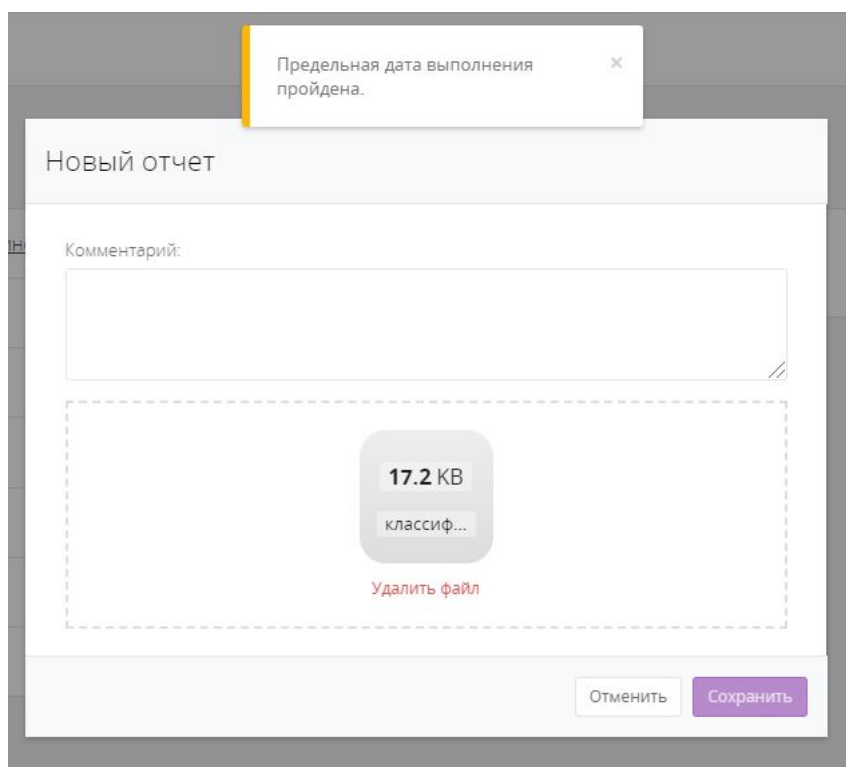 Предельная дата выполнения
пройдена.
×
Новый отчет
Комментарий:
17.2 KB
классиф...
Удалить файл
Отменить
Сохранить